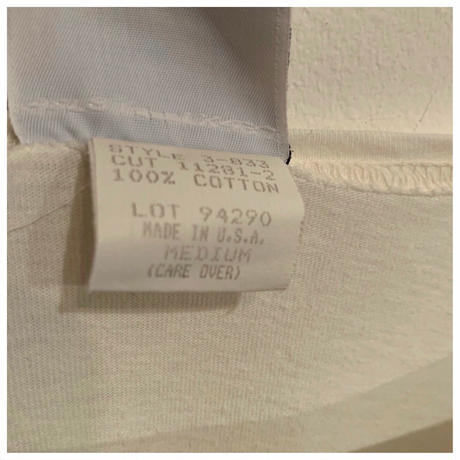 STYLE 3-833
CUT 11281-2
100% COTTON
LOT 94290
MADE IN U.S.A.
MEDIUM
(CARE OVER)